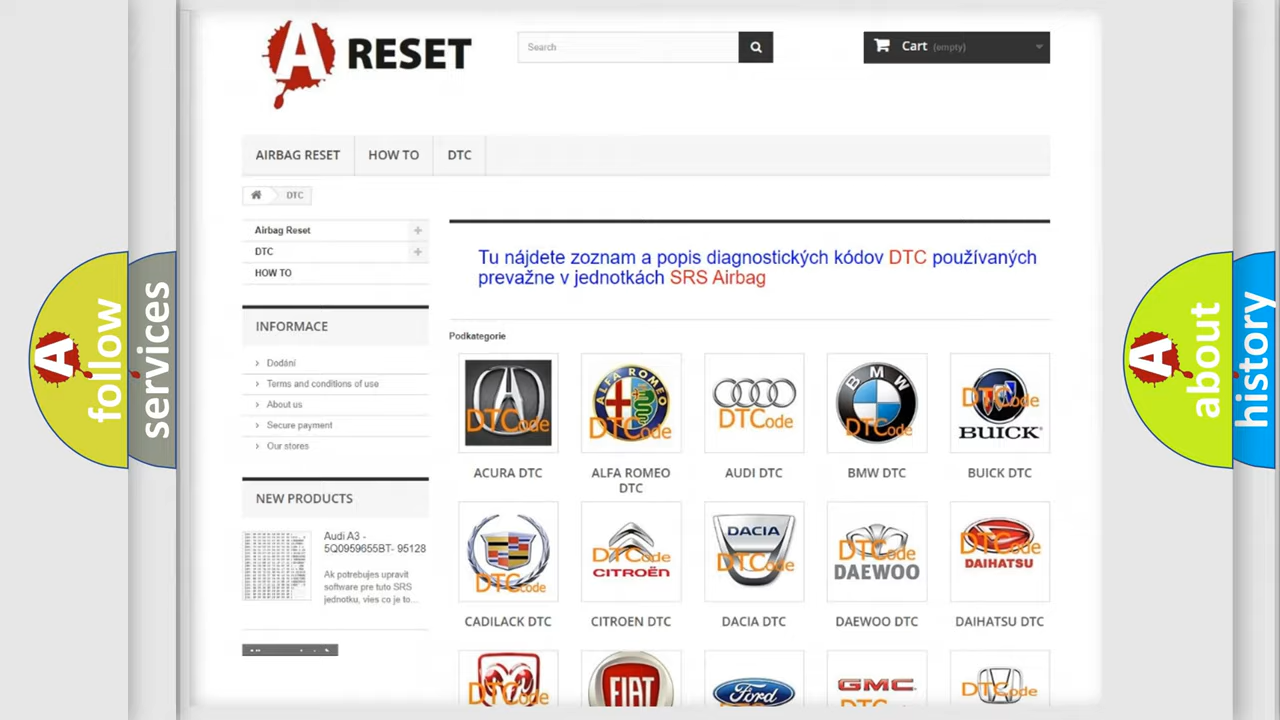 A RESET
Search
Cart (empty)
AIRBAG RESET
HOW TO
DTC
DTC
Airbag Reset
DTC
HOW TO
INFORMACE
Dodání
Terms and conditions of use
About us
Secure payment
Our stores
NEW PRODUCTS
Audi A3 -
5Q0959655BT- 95128
Ak potrebujes upravit
software pre tuto SRS
jednotku, vies co je to...
Tu nájdete zoznam a popis diagnostických kódov DTC používaných
prevažne v jednotkách SRS Airbag
Podkategorie
DTCode
ALFA ROMEO
DTCode
DTCode
BMW
DTCode
DTCode
BUICK
ACURA DTC
ALFA ROMEO
DTC
AUDI DTC
BMW DTC
BUICK DTC
DTCode
DTCode
CITROËN
DACIA
DTCode
DTCode
DAEWOO
DTCode
DAIHATSU
CADILACK DTC
CITROEN DTC
DACIA DTC
DAEWOO DTC
DAIHATSU DTC
DTCode
FIAT
Ford
GMC
DTCode
A follow
services
A about
history